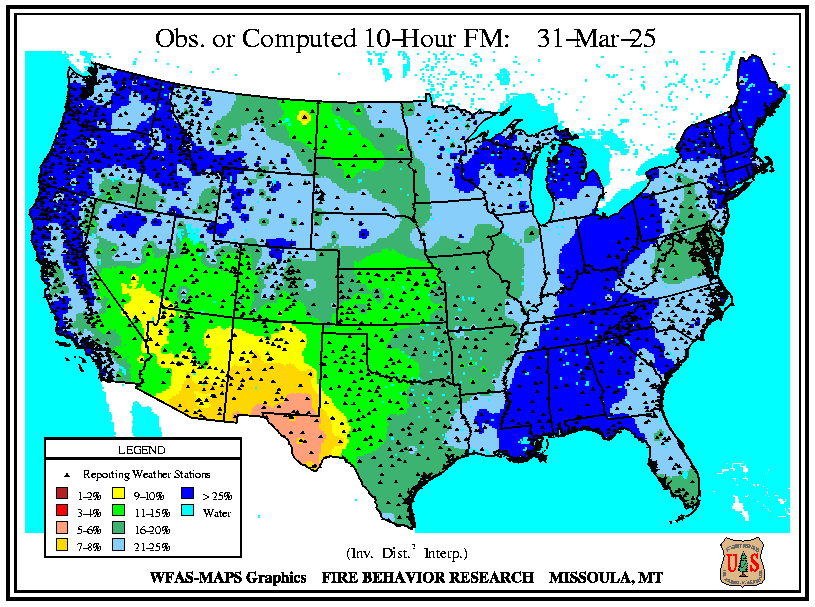 Obs. or Computed 10-Hour FM: 31-Mar-25
LEGEND
Reporting Weather Stations
1-2% 9-10% > 25%
3-4% 11-15% Water
5-6% 16-20%
7-8% 21-25%
(Inv. Dist.² Interp.)
WFAS-MAPS Graphics FIRE BEHAVIOR RESEARCH MISSOULA, MT
U S